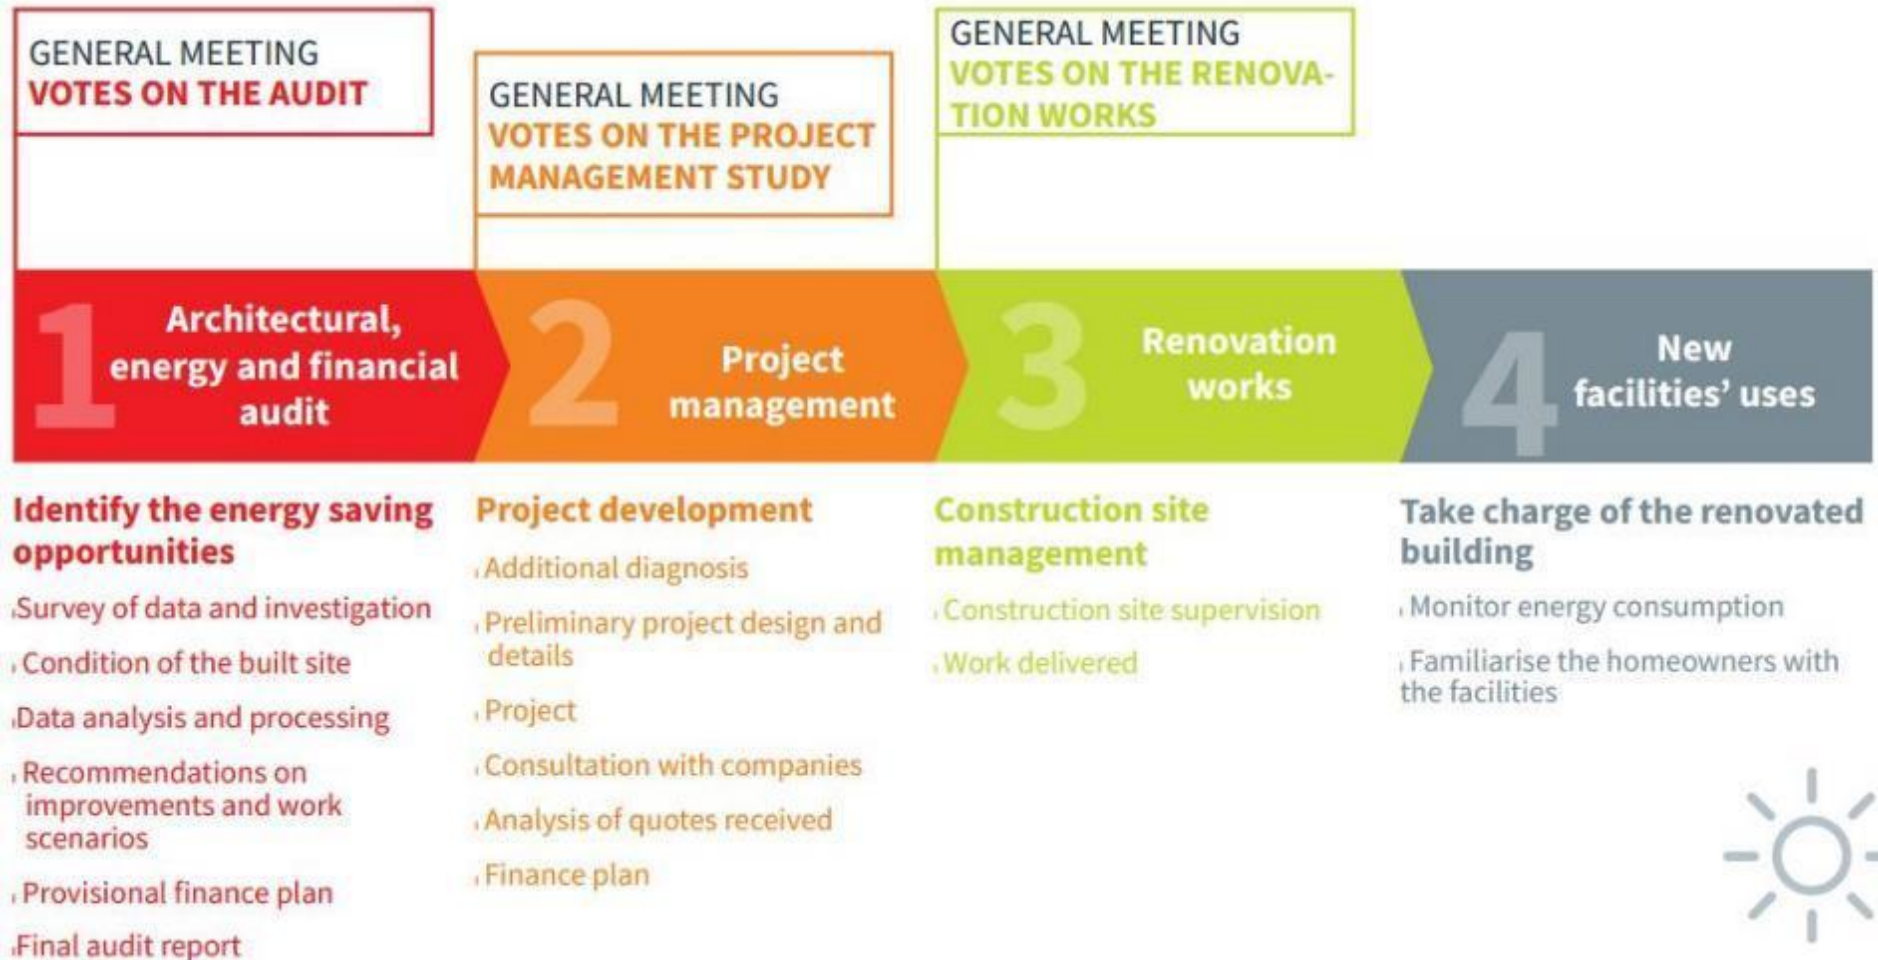 GENERAL MEETING
VOTES ON THE AUDIT
GENERAL MEETING
VOTES ON THE PROJECT
MANAGEMENT STUDY
GENERAL MEETING
VOTES ON THE RENOVA-
TION WORKS
1
Architectural,
energy and financial
audit
2
Project
management
3
Renovation
works
4
New
facilities’ uses
Identify the energy saving
opportunities
Survey of data and investigation
Condition of the built site
Data analysis and processing
Recommendations on
improvements and work
scenarios
Provisional finance plan
Final audit report
Project development
Additional diagnosis
Preliminary project design and
details
Project
Consultation with companies
Analysis of quotes received
Finance plan
Construction site
management
Construction site supervision
Work delivered
Take charge of the renovated
building
Monitor energy consumption
Familiarise the homeowners with
the facilities